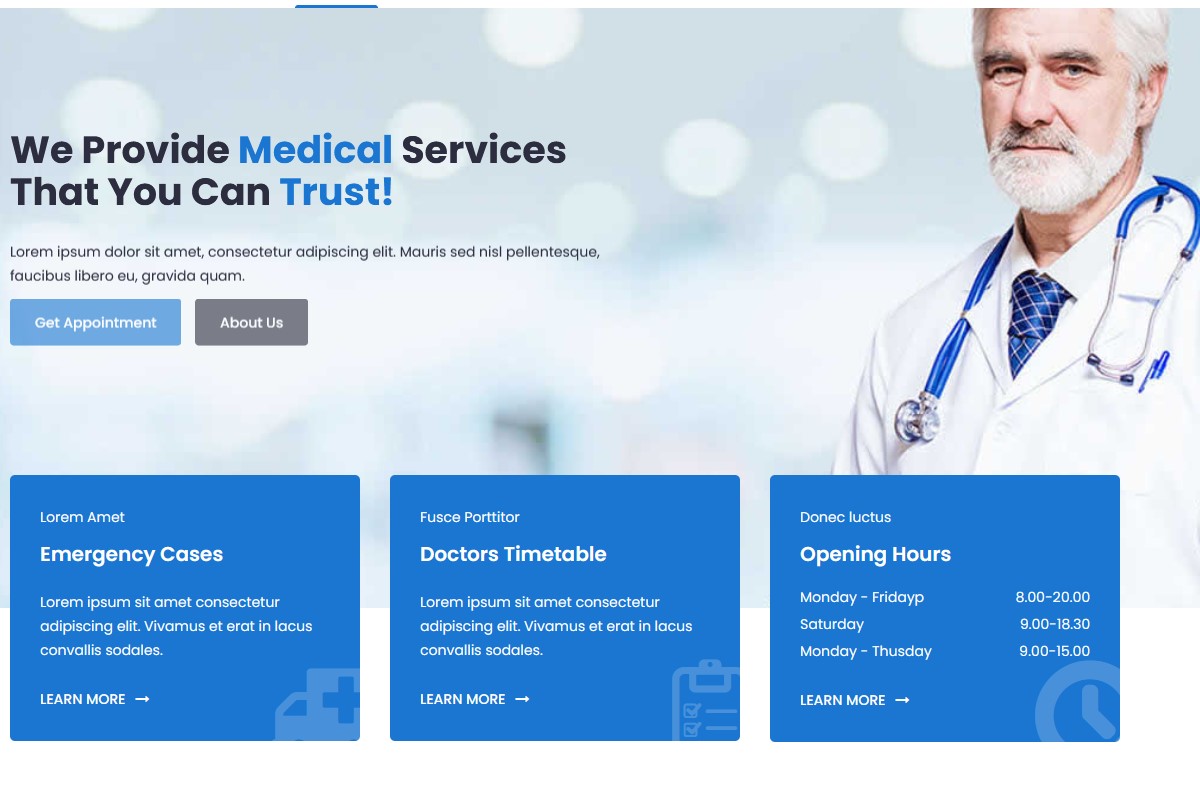 We Provide Medical Services
That You Can Trust!
Lorem ipsum dolor sit amet, consectetur adipiscing elit. Mauris sed nisl pellentesque,
faucibus libero eu, gravida quam.
Get Appointment
About Us
Lorem Amet
Emergency Cases
Lorem ipsum sit amet consectetur
adipiscing elit. Vivamus et erat in lacus
convallis sodales.
LEARN MORE →
Fusce Porttitor
Doctors Timetable
Lorem ipsum sit amet consectetur
adipiscing elit. Vivamus et erat in lacus
convallis sodales.
LEARN MORE →
Donec luctus
Opening Hours
Monday - Fridayp 8.00-20.00
Saturday 9.00-18.30
Monday - Thusday 9.00-15.00
LEARN MORE →